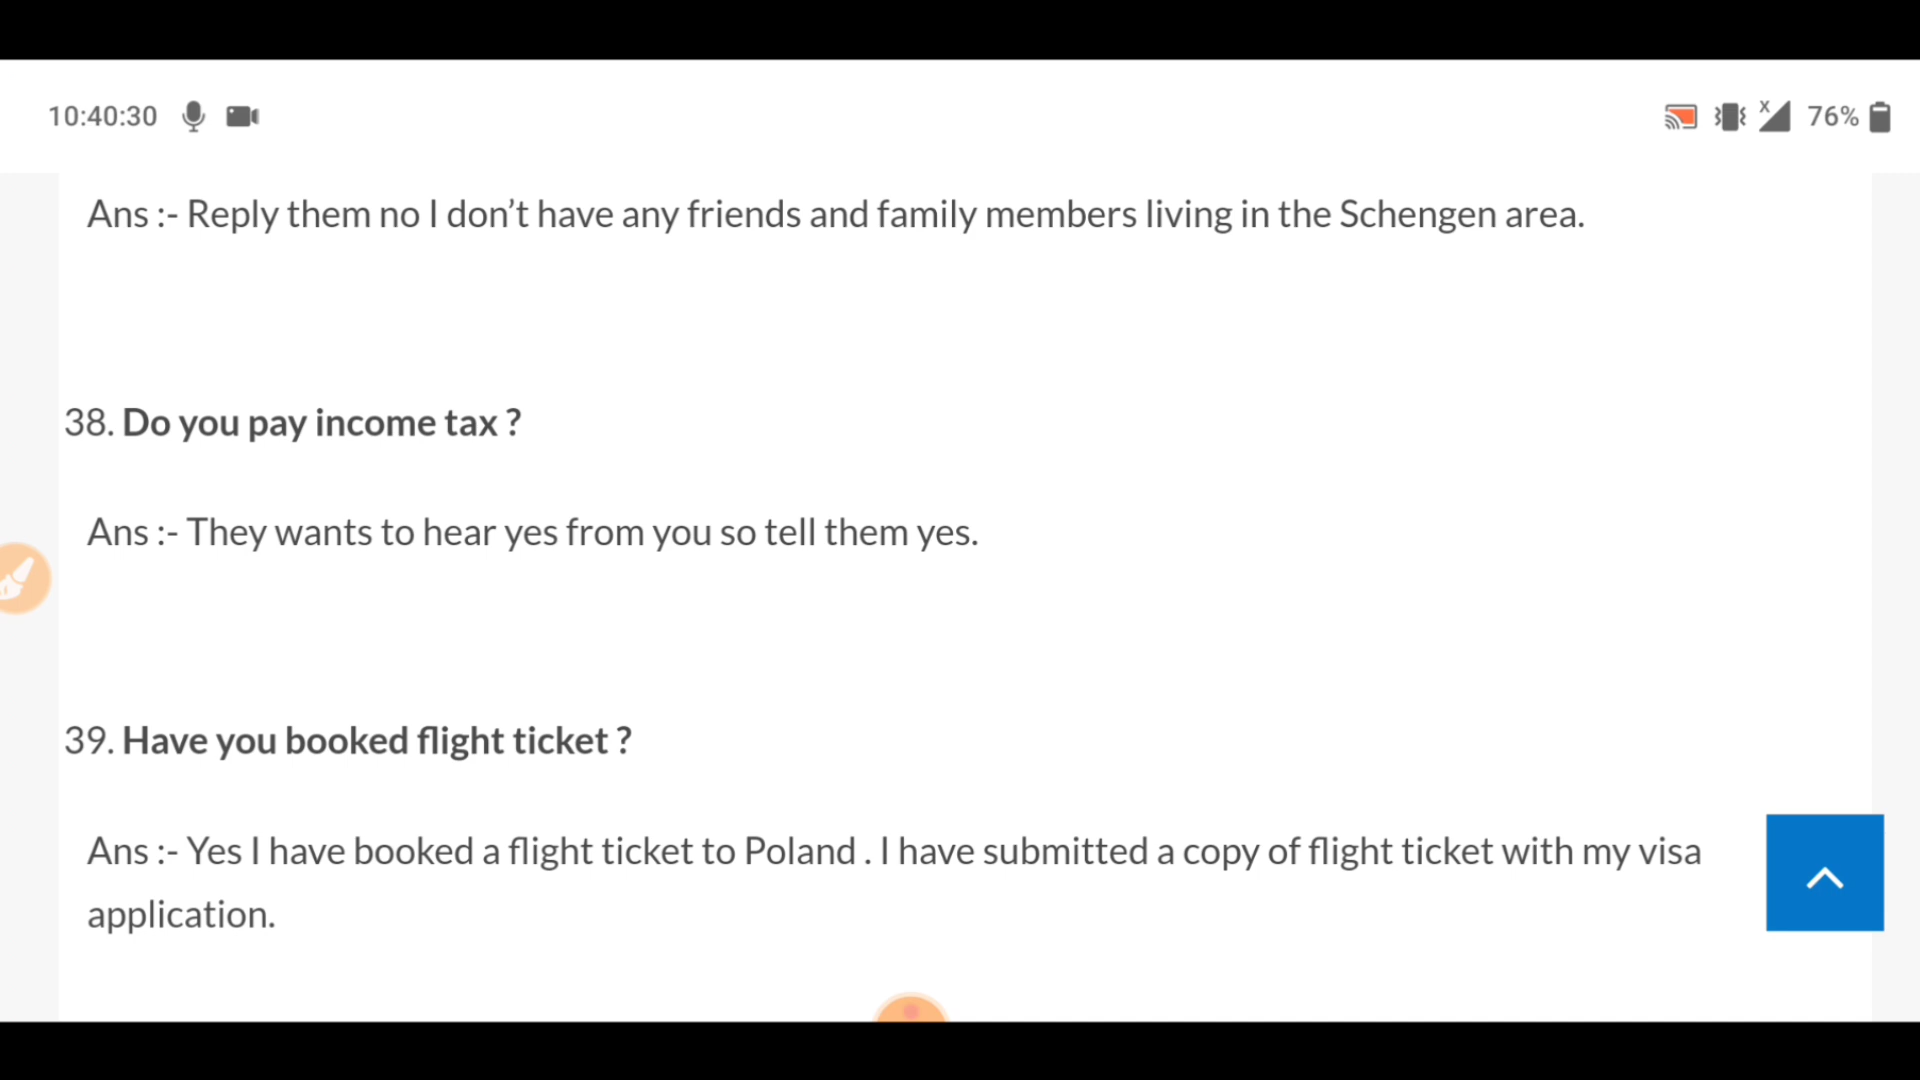 10:40:30
x 76%
Ans :- Reply them no I don’t have any friends and family members living in the Schengen area.
38. Do you pay income tax ?
Ans :- They wants to hear yes from you so tell them yes.
39. Have you booked flight ticket ?
Ans :- Yes I have booked a flight ticket to Poland . I have submitted a copy of flight ticket with my visa
application.